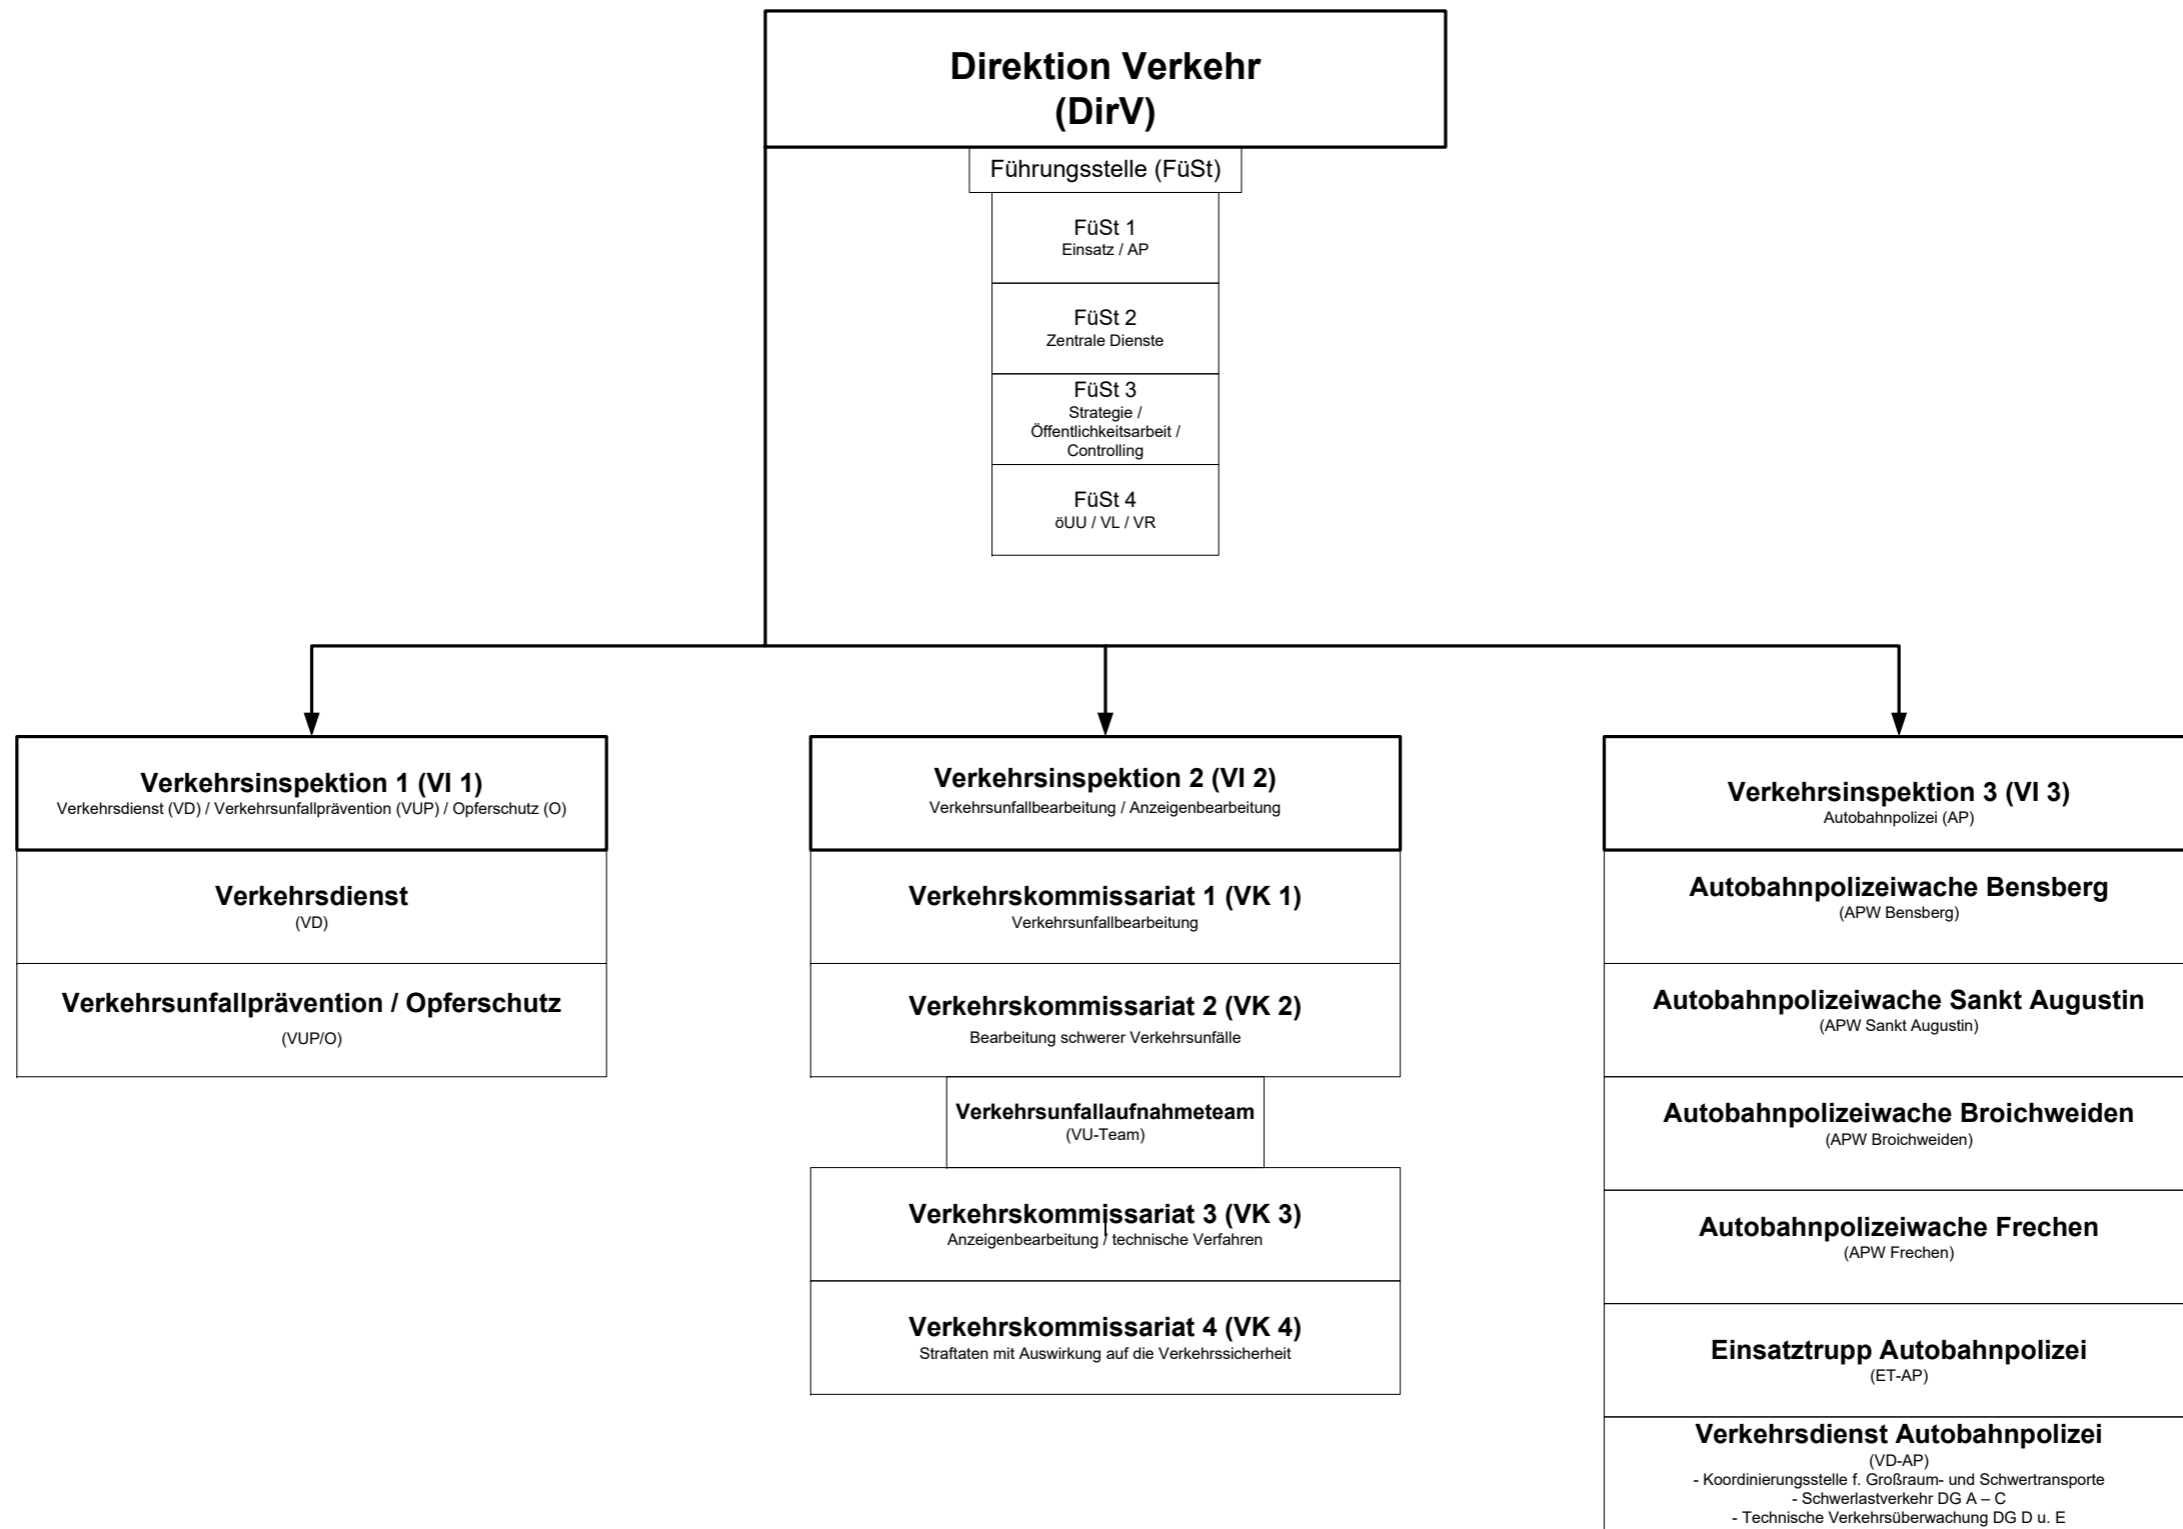 Direktion Verkehr
(DirV)
Führungsstelle (FüSt)
FüSt 1
Einsatz / AP
FüSt 2
Zentrale Dienste
FüSt 3
Strategie /
Öffentlichkeitsarbeit /
Controlling
FüSt 4
öUU / VL / VR
Verkehrsinspektion 1 (VI 1)
Verkehrsdienst (VD) / Verkehrsunfallprävention (VUP) / Opferschutz (O)
Verkehrsdienst
(VD)
Verkehrsunfallprävention / Opferschutz
(VUP/O)
Verkehrsinspektion 2 (VI 2)
Verkehrsunfallbearbeitung / Anzeigenbearbeitung
Verkehrskommissariat 1 (VK 1)
Verkehrsunfallbearbeitung
Verkehrskommissariat 2 (VK 2)
Bearbeitung schwerer Verkehrsunfälle
Verkehrsunfallaufnahmeteam
(VU-Team)
Verkehrskommissariat 3 (VK 3)
Anzeigenbearbeitung / technische Verfahren
Verkehrskommissariat 4 (VK 4)
Straftaten mit Auswirkung auf die Verkehrssicherheit
Verkehrsinspektion 3 (VI 3)
Autobahnpolizei (AP)
Autobahnpolizeiwache Bensberg
(APW Bensberg)
Autobahnpolizeiwache Sankt Augustin
(APW Sankt Augustin)
Autobahnpolizeiwache Broichweiden
(APW Broichweiden)
Autobahnpolizeiwache Frechen
(APW Frechen)
Einsatztrupp Autobahnpolizei
(ET-AP)
Verkehrsdienst Autobahnpolizei
(VD-AP)
- Koordinierungsstelle f. Großraum- und Schwertransporte
- Schwerlastverkehr DG A – C
- Technische Verkehrsüberwachung DG D u. E